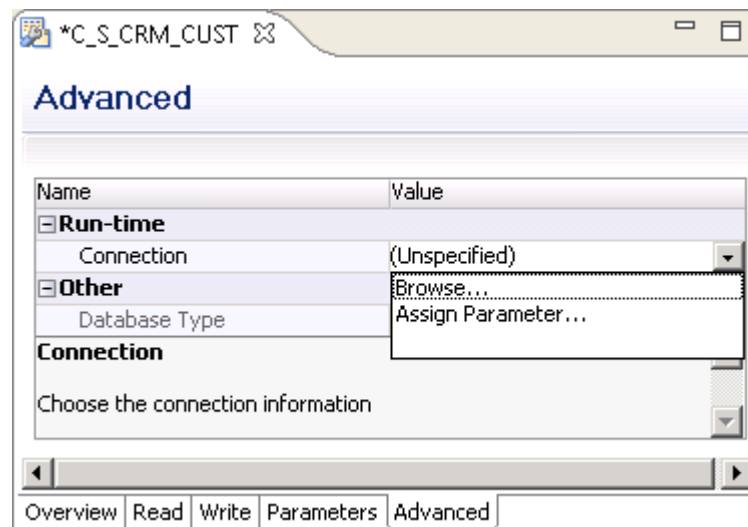 *C_S_CRM_CUST
Advanced
Name Value
Run-time
Connection (Unspecified)
Other Browse...
Database Type Assign Parameter...
Connection
Choose the connection information
Overview Read Write Parameters Advanced